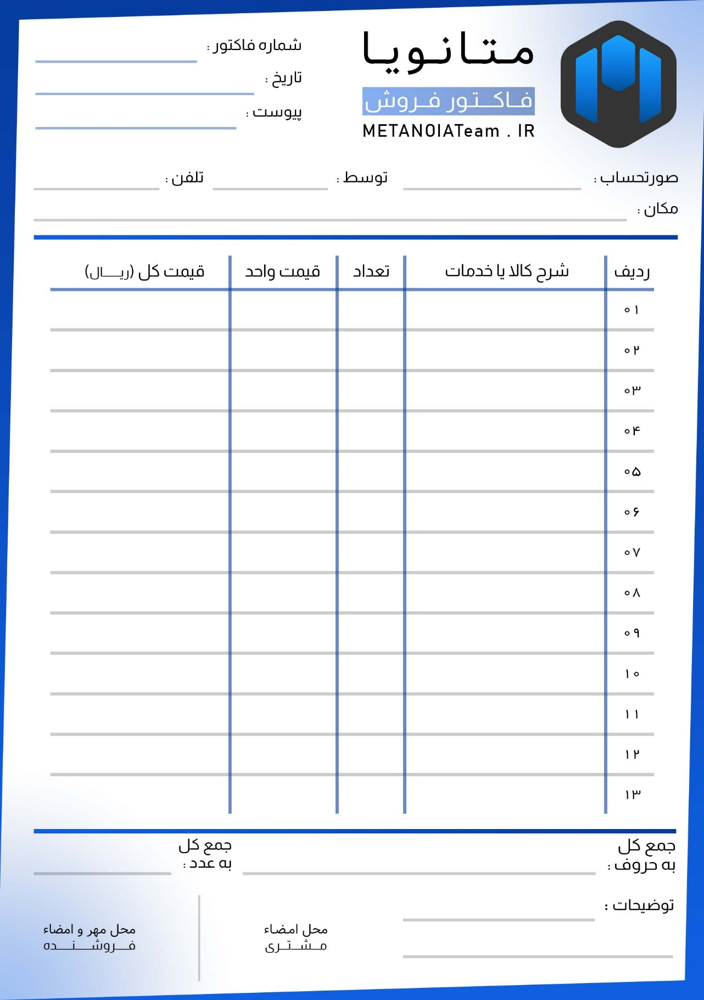 متانویا
فاکتور فروش
METANOIATeam . IR
شماره فاکتور :
تاریخ :
پیوست :
صورتحساب : توسط : تلفن :
مکان :
ردیف شرح کالا یا خدمات تعداد قیمت واحد قیمت کل (ریال)
۰۱
۰۲
۰۳
۰۴
۰۵
۰۶
۰۷
۰۸
۰۹
۱۰
۱۱
۱۲
۱۳
جمع کل
به حروف :
جمع کل
به عدد :
توضیحات :
محل امضاء
مشتری
محل مهر و امضاء
فروشنده